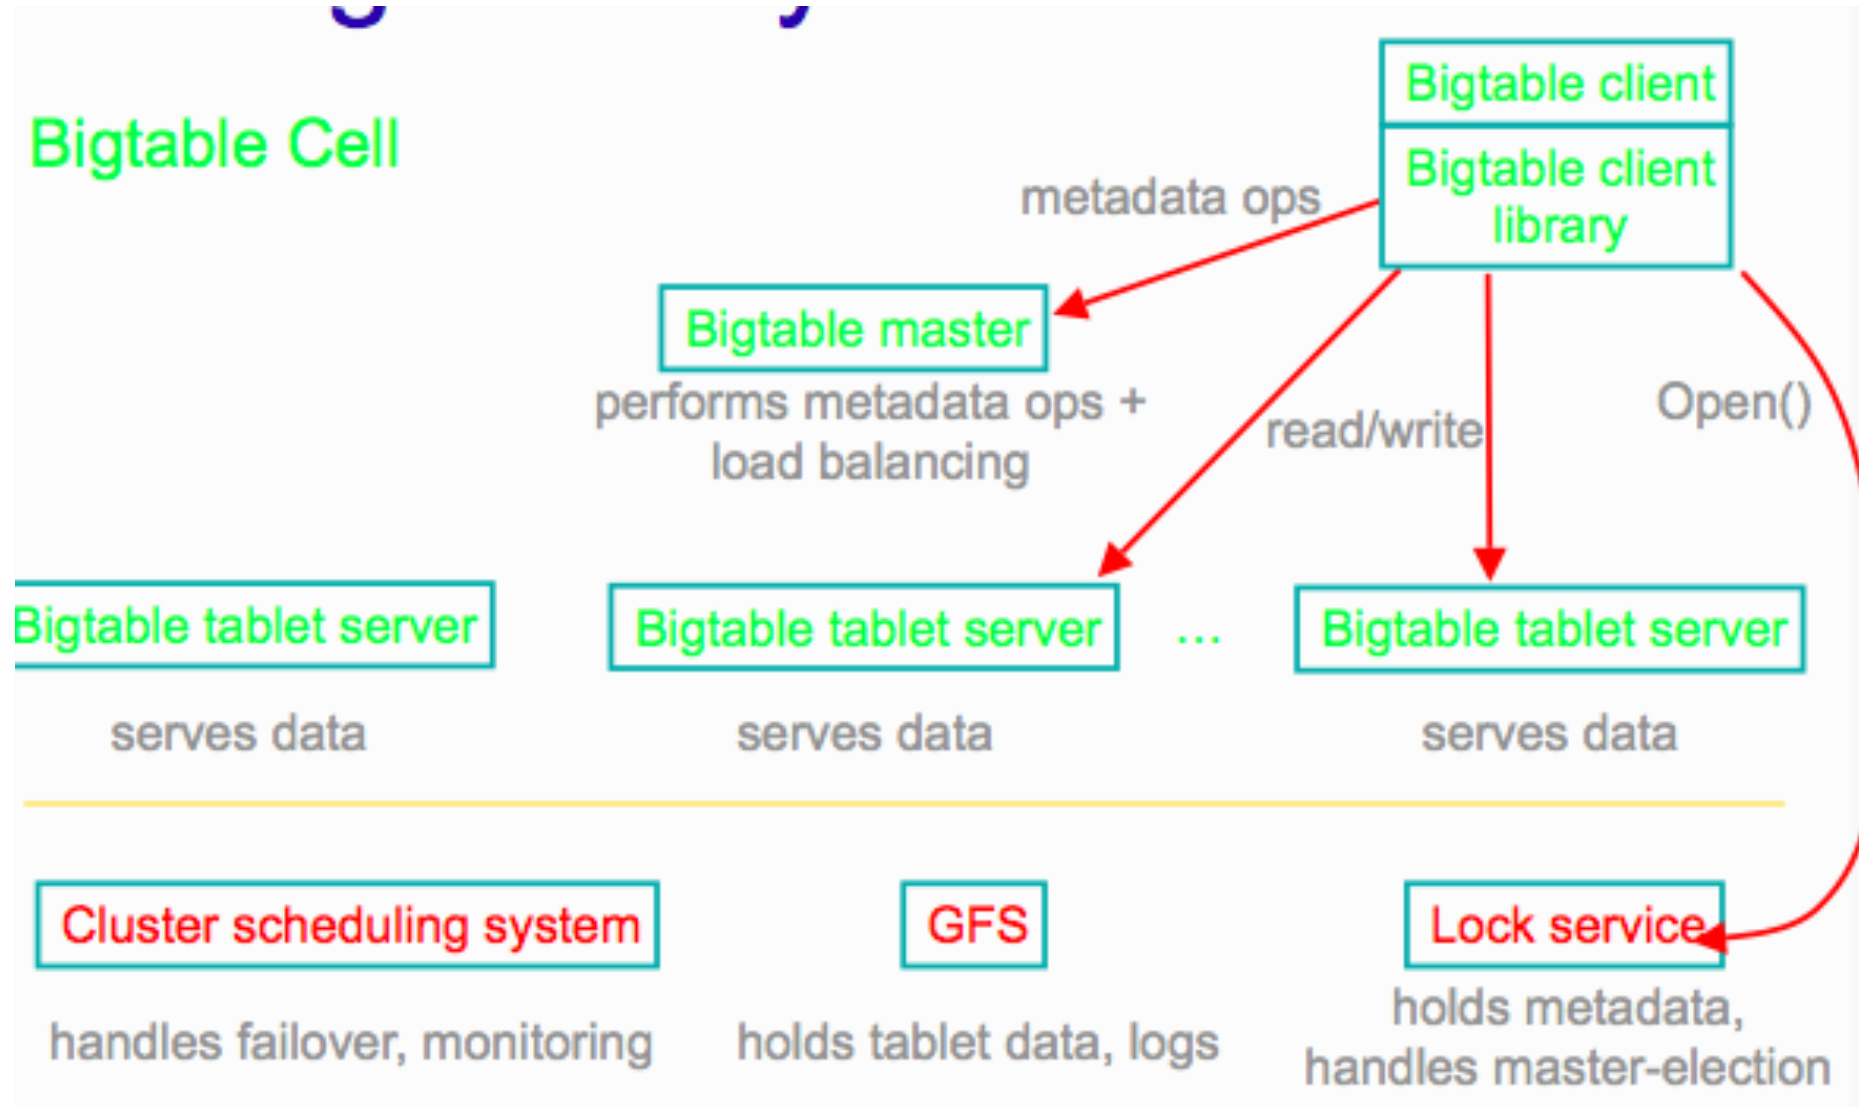 Bigtable Cell
Bigtable client
Bigtable client
library
metadata ops
Bigtable master
performs metadata ops +
load balancing
read/write
Open()
Bigtable tablet server
Bigtable tablet server
...
Bigtable tablet server
serves data
serves data
serves data
Cluster scheduling system
GFS
Lock service
handles failover, monitoring
holds tablet data, logs
holds metadata,
handles master-election